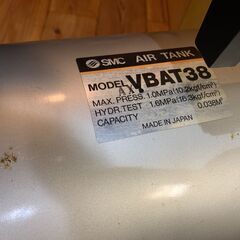 SMC AIR TANK
MODEL VBAT38
MAX. PRESS. 1.0MPa(10.2kgf/cm²)
HYDR.TEST 1.6MPa(16.3kgf/cm²)
CAPACITY 0.038M³
MADE IN JAPAN